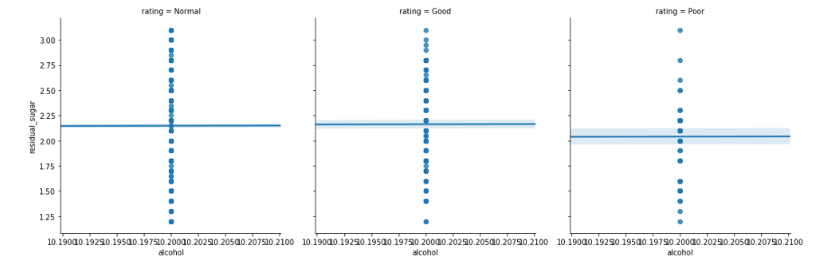 rating = Normal
rating = Good
rating = Poor
residual_sugar
3.00
2.75
2.50
2.25
2.00
1.75
1.50
1.25
10.1900 10.1925 10.1950 10.1975 10.2000 10.2025 10.2050 10.2075 10.2100
10.1900 10.1925 10.1950 10.1975 10.2000 10.2025 10.2050 10.2075 10.2100
10.1900 10.1925 10.1950 10.1975 10.2000 10.2025 10.2050 10.2075 10.2100
alcohol
alcohol
alcohol